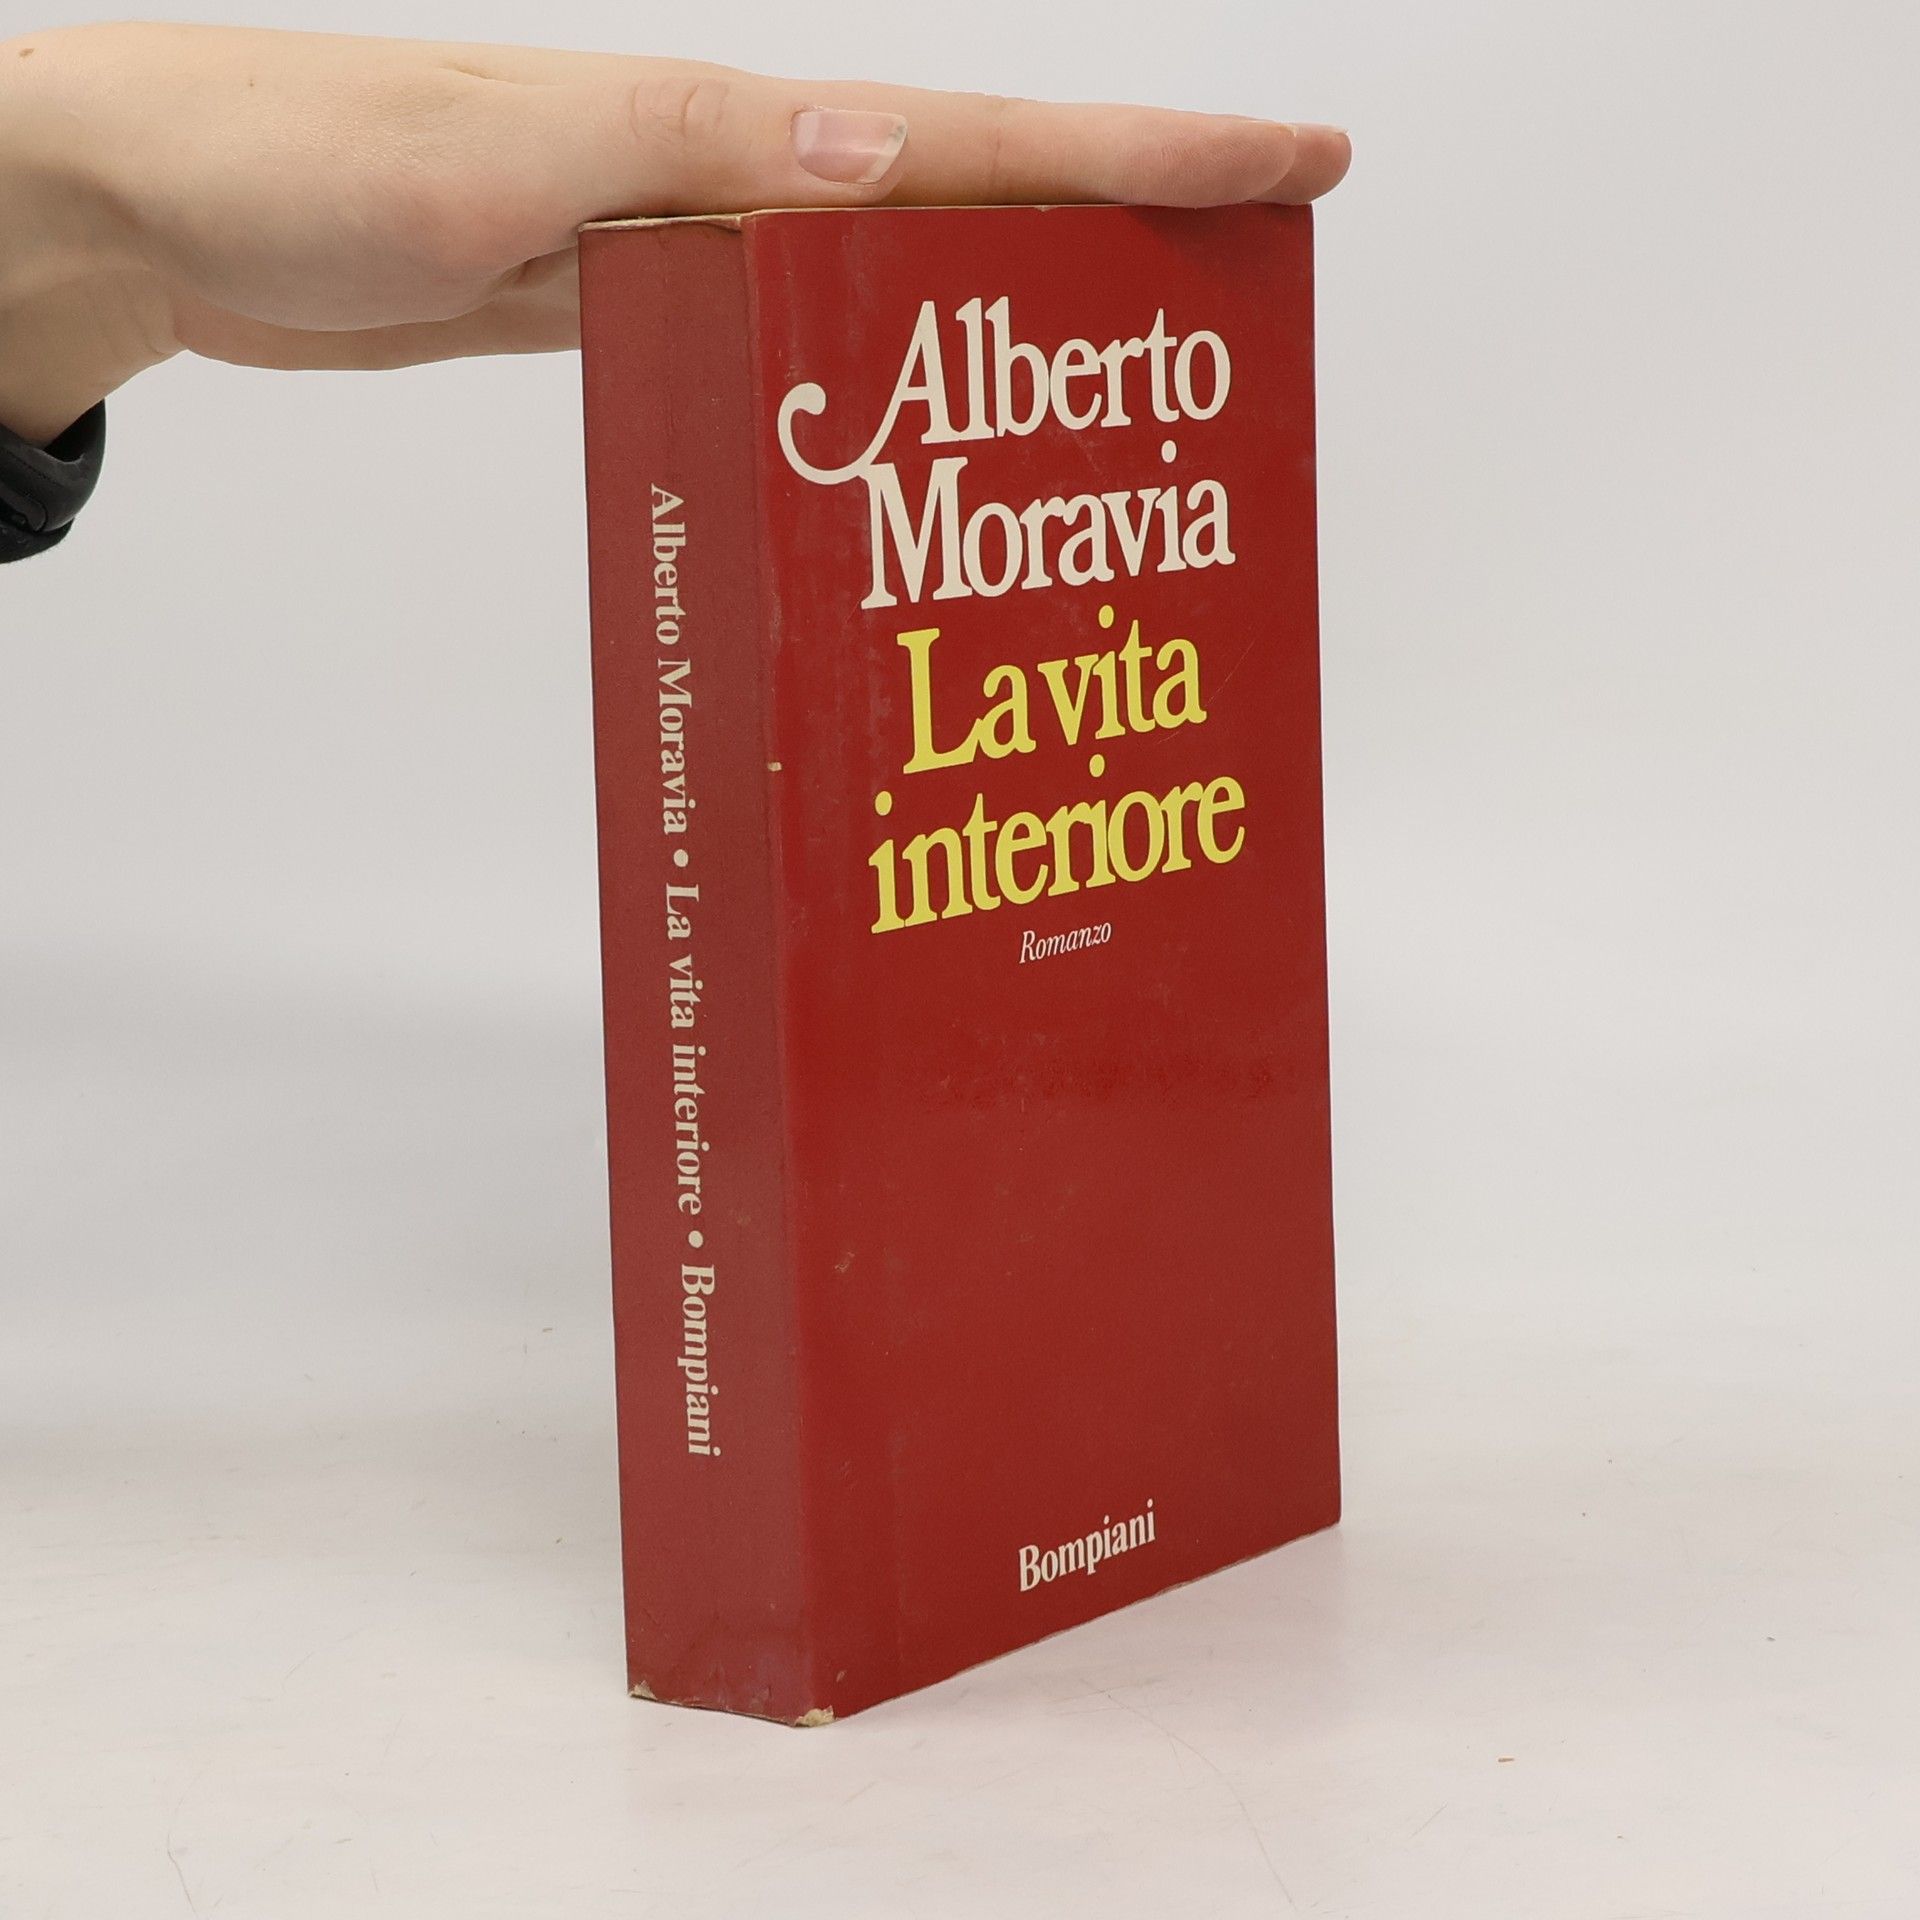 Alberto
Moravia
La vita
interiore
Romanzo
Bompiani
Alberto Moravia • La vita interiore • Bompiani